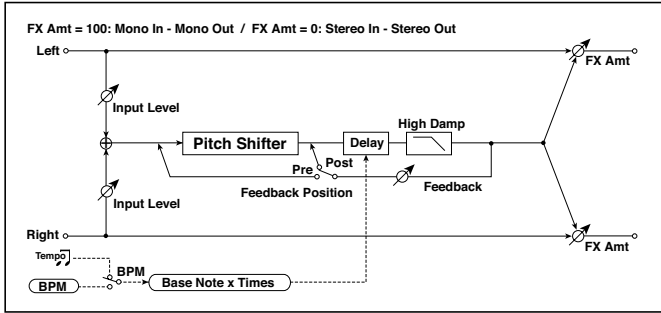 FX Amt = 100: Mono In - Mono Out / FX Amt = 0: Stereo In - Stereo Out
Left
FX Amt
Input Level
High Damp
Pitch Shifter
Delay
Post
Pre
Feedback Position
Feedback
Input Level
Right
FX Amt
Tempo
BPM
BPM
Base Note x Times